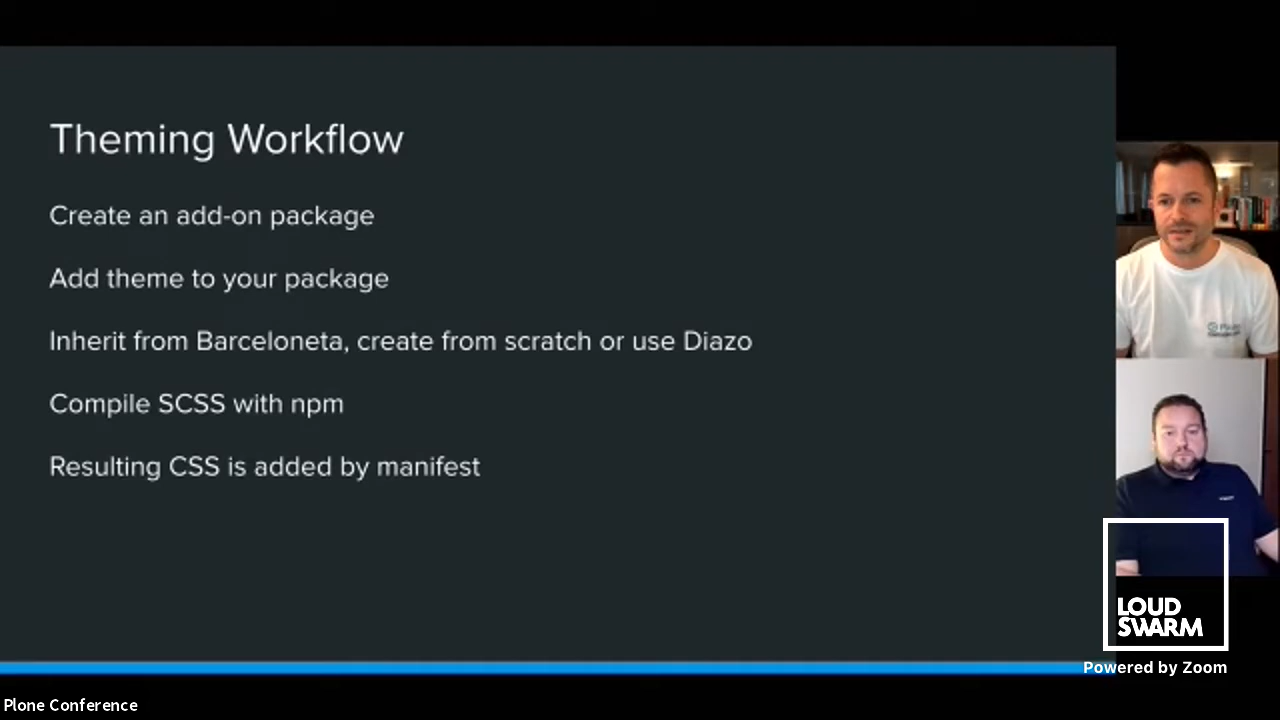 Theming Workflow
Create an add-on package
Add theme to your package
Inherit from Barceloneta, create from scratch or use Diazo
Compile SCSS with npm
Resulting CSS is added by manifest
LOUD
SWARM
Powered by Zoom
Plone Conference